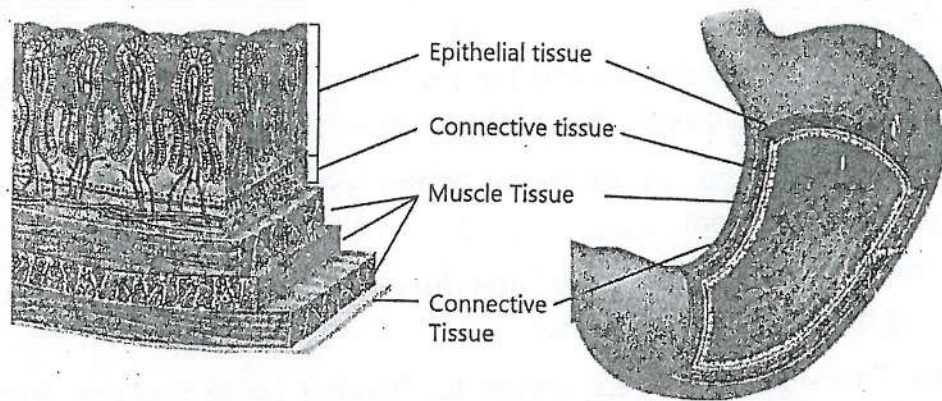 Epithelial tissue
Connective tissue
Muscle Tissue
Connective
Tissue